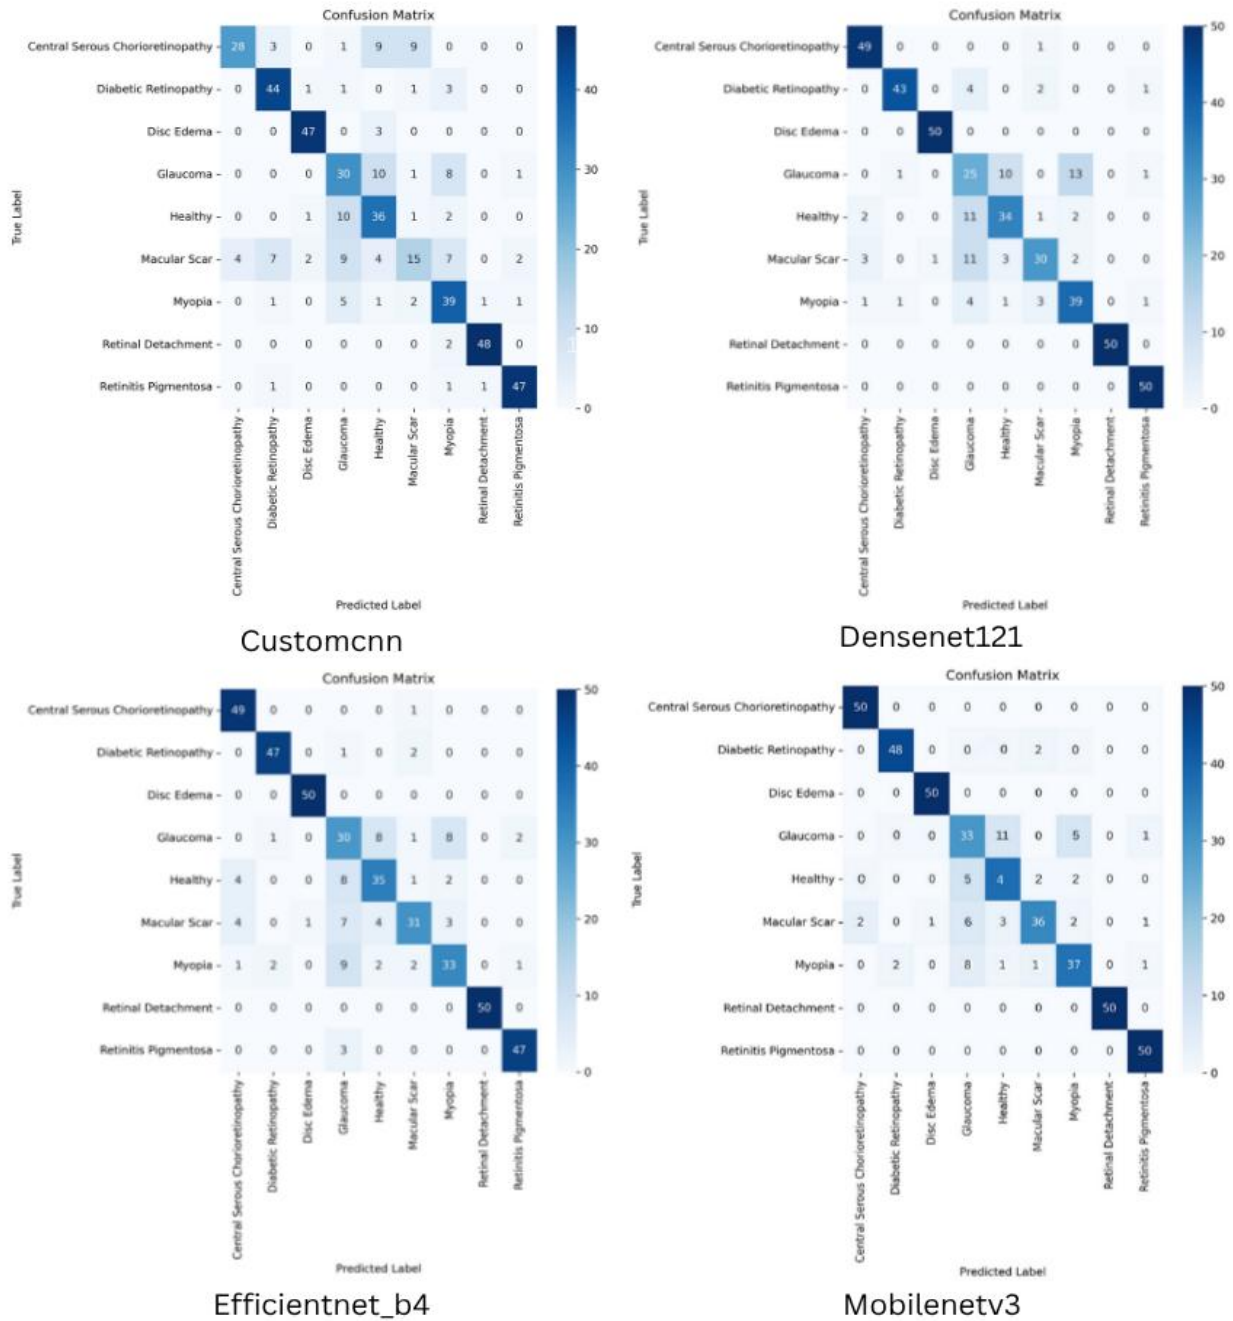 Confusion Matrix
Central Serous Chorioretinopathy - 28 3 0 1 9 9 0 0 0
Diabetic Retinopathy - 0 44 1 1 0 1 3 0 0
Disc Edema - 0 0 47 0 3 0 0 0 0
Glaucoma - 0 0 0 30 10 1 8 0 1
Healthy - 0 0 1 10 36 1 2 0 0
Macular Scar - 4 7 2 9 4 15 7 0 2
Myopia - 0 1 0 5 1 2 39 1 1
Retinal Detachment - 0 0 0 0 0 0 2 48 0
Retinitis Pigmentosa - 0 1 0 0 0 0 1 1 47
True Label
40
30
20
10
0
1
Central Serous Chorioretinopathy
Diabetic Retinopathy
Disc Edema
Glaucoma
Healthy
Macular Scar
Myopia
Retinal Detachment
Retinitis Pigmentosa
Predicted Label
Customcnn
Confusion Matrix
Central Serous Chorioretinopathy - 49 0 0 0 0 1 0 0 0
Diabetic Retinopathy - 0 43 0 4 0 2 0 0 1
Disc Edema - 0 0 50 0 0 0 0 0 0
Glaucoma - 0 1 0 25 10 0 13 0 1
Healthy - 2 0 0 11 34 1 2 0 0
Macular Scar - 3 0 1 11 3 30 2 0 0
Myopia - 1 1 0 4 1 3 39 0 1
Retinal Detachment - 0 0 0 0 0 0 0 50 0
Retinitis Pigmentosa - 0 0 0 0 0 0 0 0 50
True Label
50
40
30
20
10
0
Central Serous Chorioretinopathy
Diabetic Retinopathy
Disc Edema
Glaucoma
Healthy
Macular Scar
Myopia
Retinal Detachment
Retinitis Pigmentosa
Predicted Label
Densenet121
Confusion Matrix
Central Serous Chorioretinopathy - 49 0 0 0 0 1 0 0 0
Diabetic Retinopathy - 0 47 0 1 0 2 0 0 0
Disc Edema - 0 0 50 0 0 0 0 0 0
Glaucoma - 0 1 0 30 8 1 8 0 2
Healthy - 4 0 0 8 35 1 2 0 0
Macular Scar - 4 0 1 7 4 31 3 0 0
Myopia - 1 2 0 9 2 2 33 0 1
Retinal Detachment - 0 0 0 0 0 0 0 50 0
Retinitis Pigmentosa - 0 0 0 3 0 0 0 0 47
True Label
50
40
30
20
10
0
Central Serous Chorioretinopathy
Diabetic Retinopathy
Disc Edema
Glaucoma
Healthy
Macular Scar
Myopia
Retinal Detachment
Retinitis Pigmentosa
Predicted Label
Efficientnet_b4
Confusion Matrix
Central Serous Chorioretinopathy - 50 0 0 0 0 0 0 0 0
Diabetic Retinopathy - 0 48 0 0 0 2 0 0 0
Disc Edema - 0 0 50 0 0 0 0 0 0
Glaucoma - 0 0 0 33 11 0 5 0 1
Healthy - 0 0 0 5 4 2 2 0 0
Macular Scar - 2 0 1 6 3 36 2 0 1
Myopia - 0 2 0 8 1 1 37 0 1
Retinal Detachment - 0 0 0 0 0 0 0 50 0
Retinitis Pigmentosa - 0 0 0 0 0 0 0 0 50
True Label
50
40
30
20
10
0
Central Serous Chorioretinopathy
Diabetic Retinopathy
Disc Edema
Glaucoma
Healthy
Macular Scar
Myopia
Retinal Detachment
Retinitis Pigmentosa
Predicted Label
Mobilenetv3